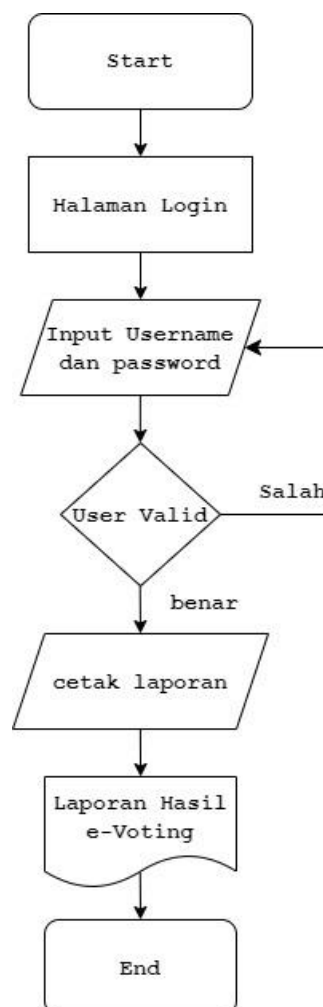 Start
Halaman Login
Input Username
dan password
User Valid
Salah
benar
cetak laporan
Laporan Hasil
e-Voting
End